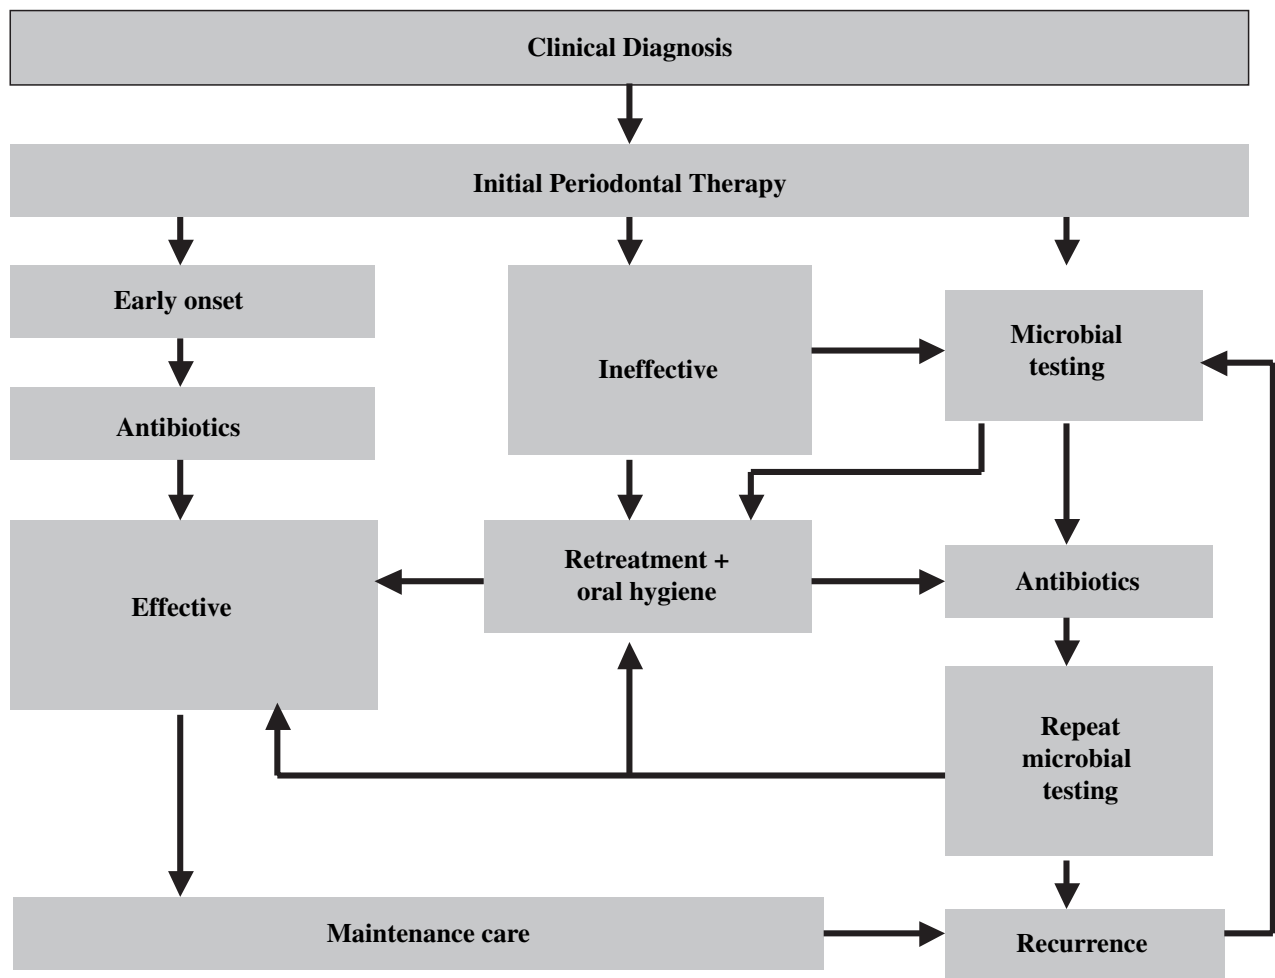 Clinical Diagnosis
Initial Periodontal Therapy
Early onset
Ineffective
Microbial
testing
Antibiotics
Effective
Retreatment +
oral hygiene
Antibiotics
Repeat
microbial
testing
Maintenance care
Recurrence